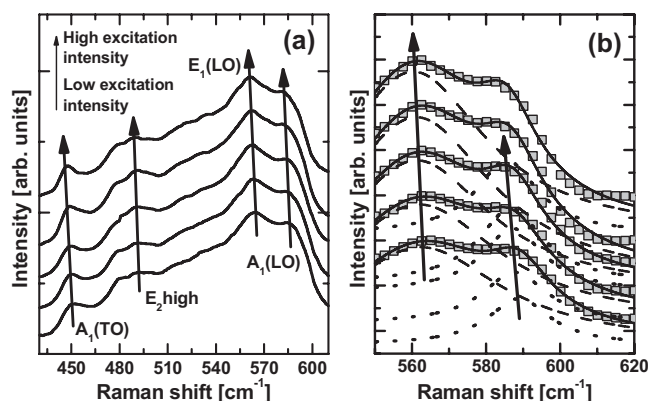 High excitation
intensity
Low excitation
intensity
(a)
E1(LO)
A1(LO)
E2high
A1(TO)
Intensity [arb. units]
450 480 510 540 570 600
Raman shift [cm-1]
(b)
Intensity [arb. units]
560 580 600 620
Raman shift [cm-1]